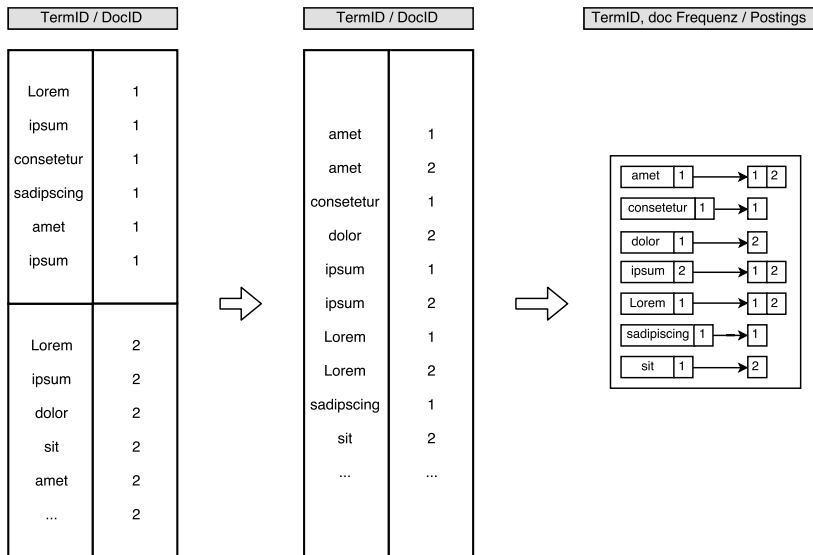 TermID / DocID
Lorem 1
ipsum 1
consetetur 1
sadipscing 1
amet 1
ipsum 1
Lorem 2
ipsum 2
dolor 2
sit 2
amet 2
... 2
TermID / DocID
amet 1
amet 2
consetetur 1
dolor 2
ipsum 1
ipsum 2
Lorem 1
Lorem 2
sadipscing 1
sit 2
... ...
TermID, doc Frequenz / Postings
amet 1 1 2
consetetur 1 1
dolor 1 2
ipsum 2 1 2
Lorem 1 1 2
sadipiscing 1 1
sit 1 2